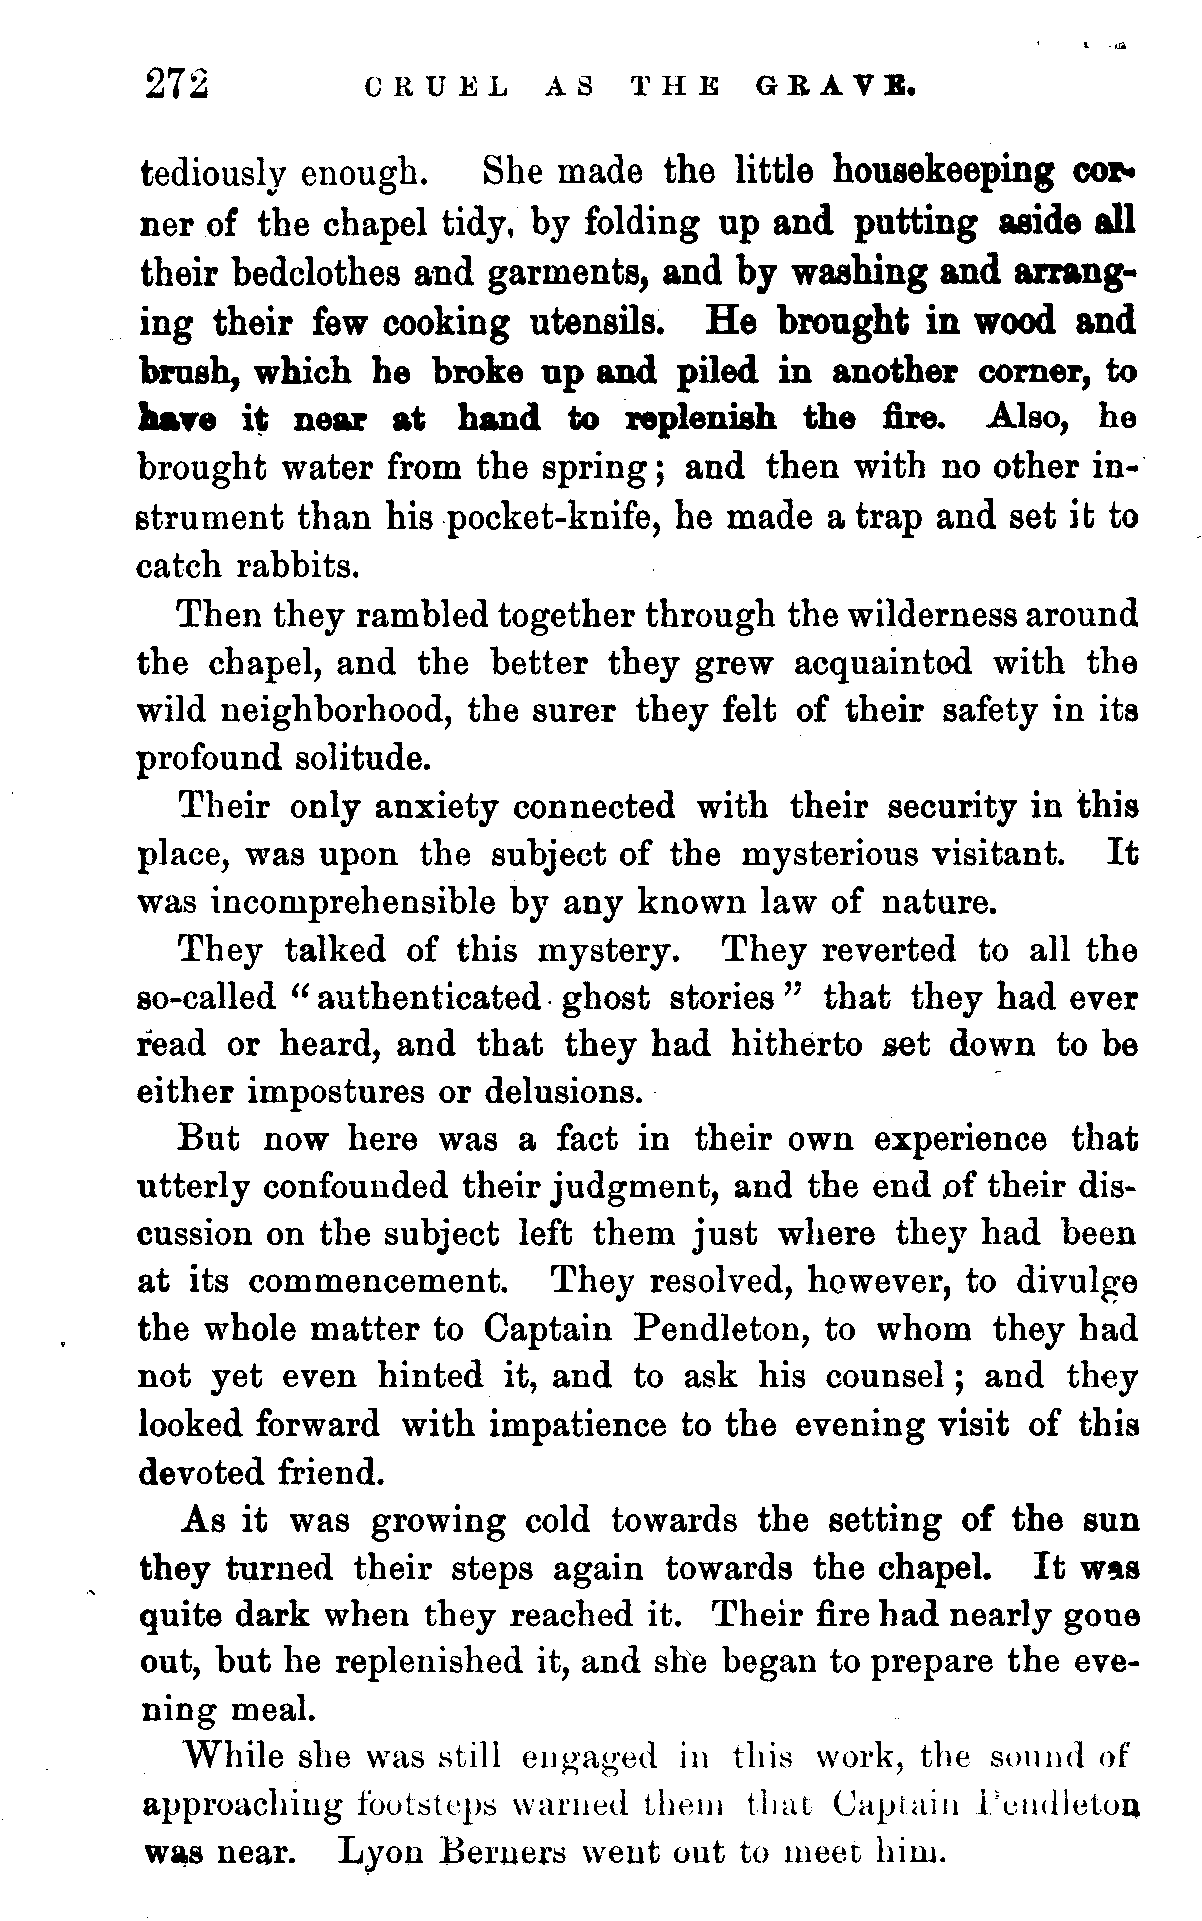 272 CRUEL AS THE GRAVE.
tediously enough. She made the little housekeeping cor-
ner of the chapel tidy, by folding up and putting aside all
their bedclothes and garments, and by washing and arrang-
ing their few cooking utensils. He brought in wood and
brush, which he broke up and piled in another corner, to
have it near at hand to replenish the fire. Also, he
brought water from the spring; and then with no other in-
strument than his pocket-knife, he made a trap and set it to
catch rabbits.
Then they rambled together through the wilderness around
the chapel, and the better they grew acquainted with the
wild neighborhood, the surer they felt of their safety in its
profound solitude.
Their only anxiety connected with their security in this
place, was upon the subject of the mysterious visitant. It
was incomprehensible by any known law of nature.
They talked of this mystery. They reverted to all the
so-called "authenticated ghost stories" that they had ever
read or heard, and that they had hitherto set down to be
either impostures or delusions.
But now here was a fact in their own experience that
utterly confounded their judgment, and the end of their dis-
cussion on the subject left them just where they had been
at its commencement. They resolved, however, to divulge
the whole matter to Captain Pendleton, to whom they had
not yet even hinted it, and to ask his counsel; and they
looked forward with impatience to the evening visit of this
devoted friend.
As it was growing cold towards the setting of the sun
they turned their steps again towards the chapel. It was
quite dark when they reached it. Their fire had nearly gone
out, but he replenished it, and she began to prepare the eve-
ning meal.
While she was still engaged in this work, the sound of
approaching footsteps warned them that Captain Pendleton
was near. Lyon Berners went out to meet him.